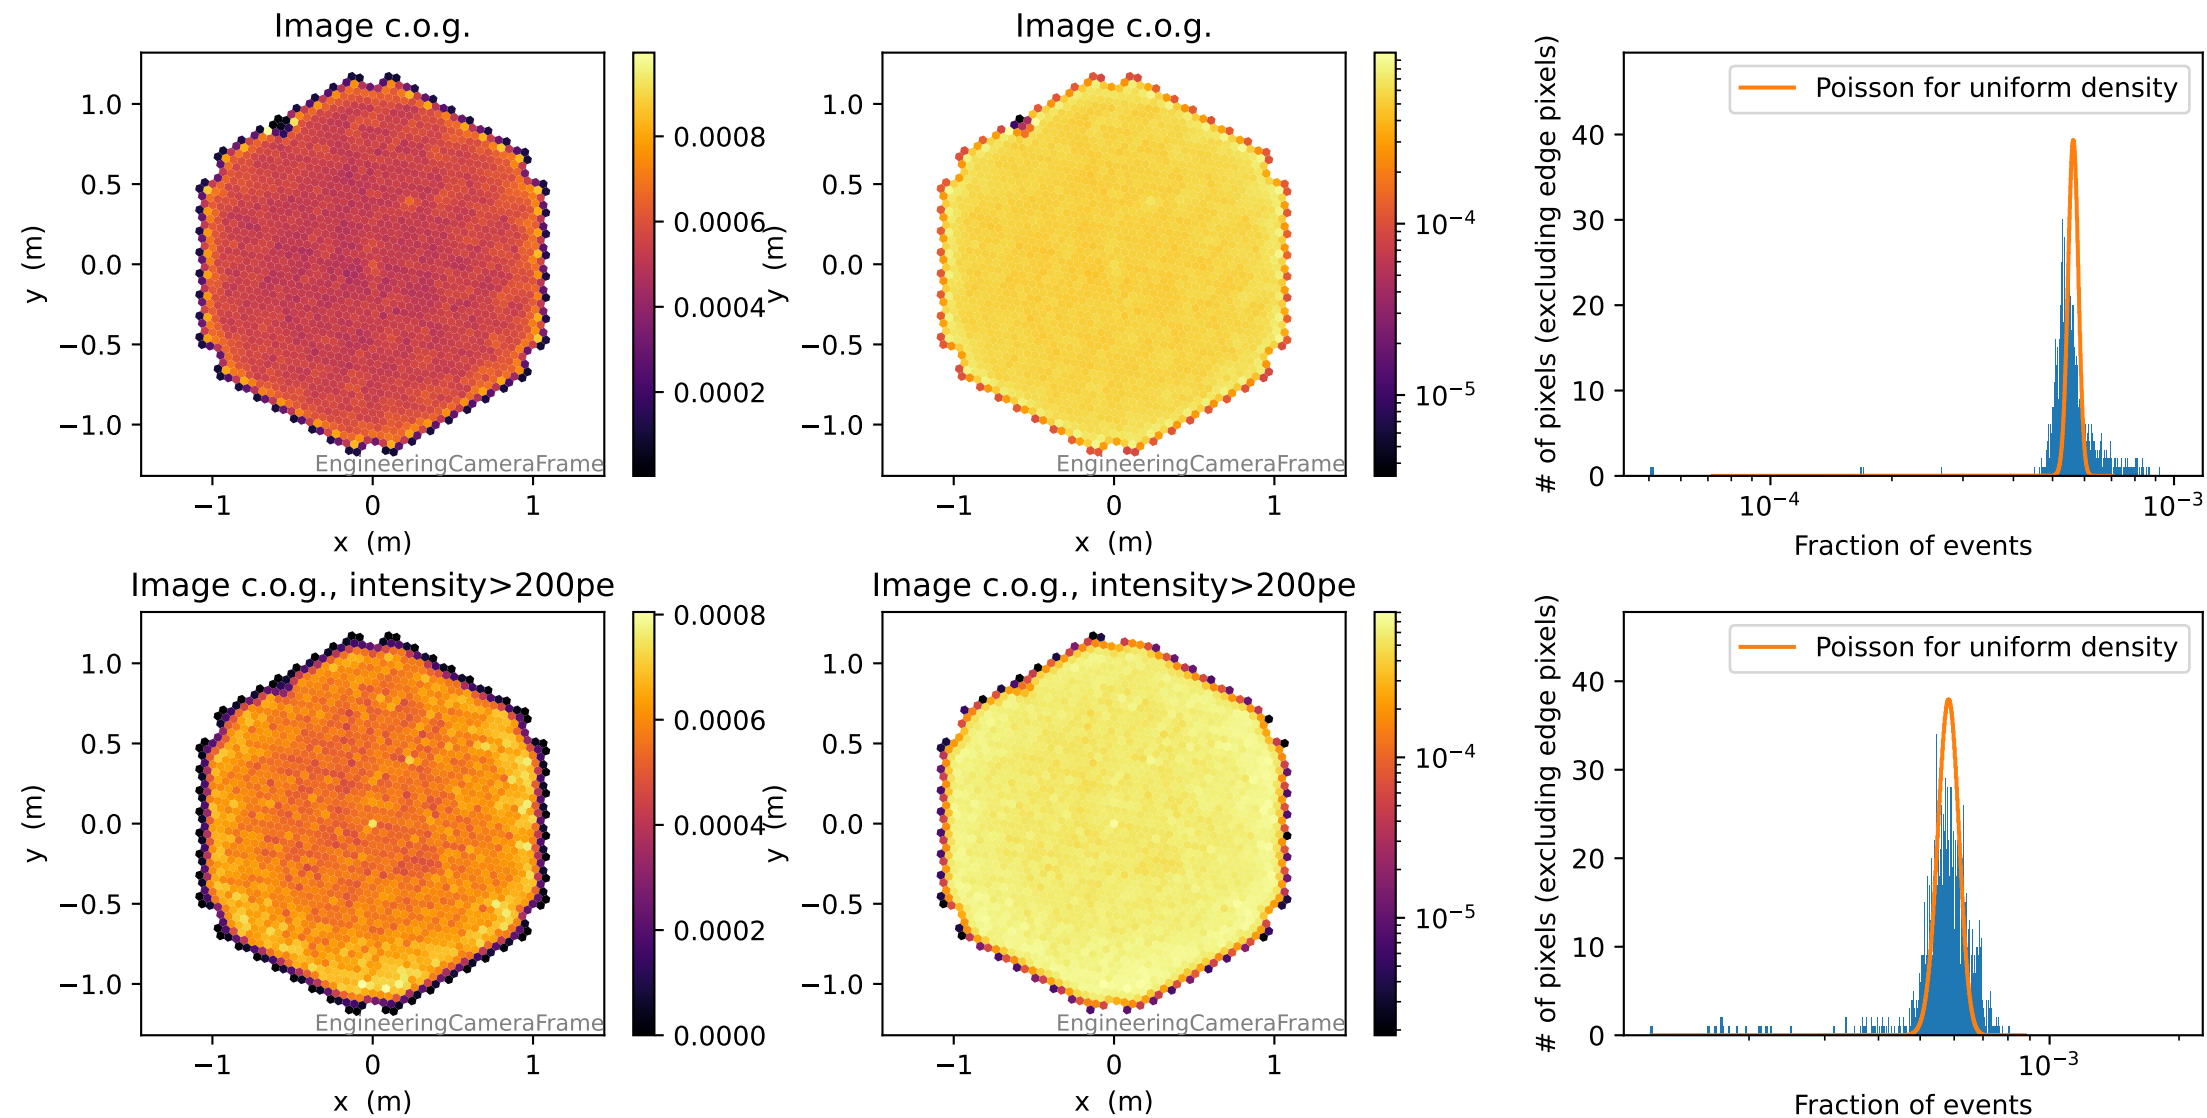 Image c.o.g.
1.0
0.5
0.0
−0.5
−1.0
y (m)
EngineeringCameraFrame
−1
0
1
x (m)
0.0008
0.0006
0.0004
0.0002
Image c.o.g.
1.0
0.5
0.0
−0.5
−1.0
y (m)
EngineeringCameraFrame
−1
0
1
x (m)
10⁻⁴
10⁻⁵
# of pixels (excluding edge pixels)
40
30
20
10
0
Poisson for uniform density
10⁻⁴
10⁻³
Fraction of events
Image c.o.g., intensity>200pe
1.0
0.5
0.0
−0.5
−1.0
y (m)
EngineeringCameraFrame
−1
0
1
x (m)
0.0008
0.0006
0.0004
0.0002
0.0000
Image c.o.g., intensity>200pe
1.0
0.5
0.0
−0.5
−1.0
y (m)
EngineeringCameraFrame
−1
0
1
x (m)
10⁻⁴
10⁻⁵
# of pixels (excluding edge pixels)
40
30
20
10
0
Poisson for uniform density
10⁻³
Fraction of events